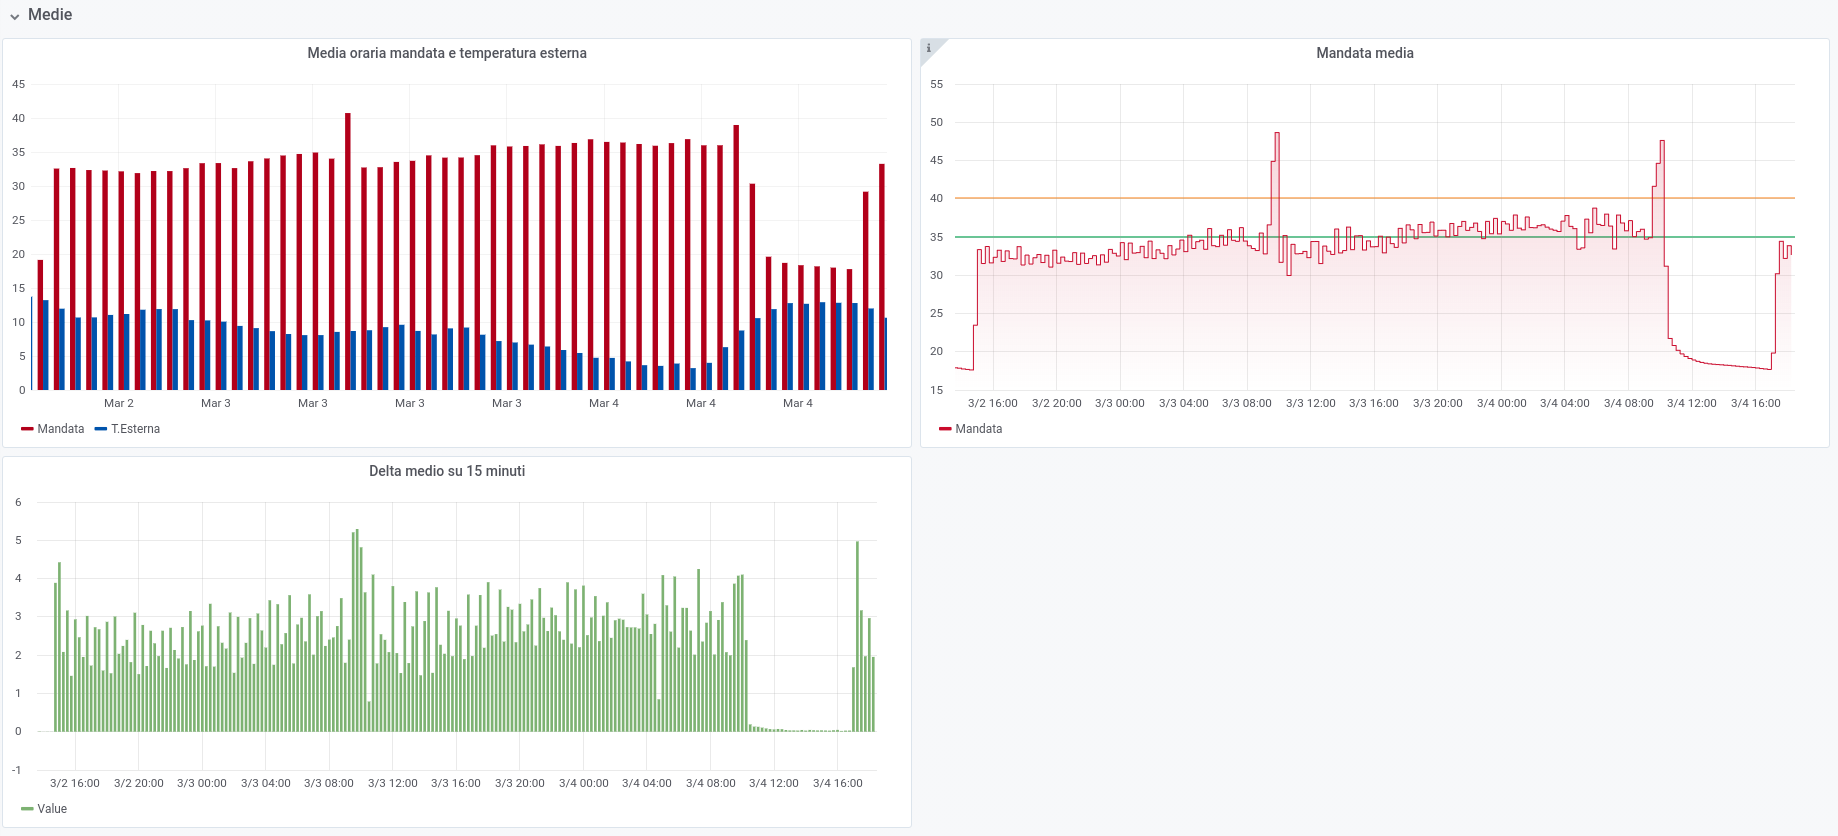 Medie
Media oraria mandata e temperatura esterna
45
40
35
30
25
20
15
10
5
0
Mar 2 Mar 3 Mar 3 Mar 3 Mar 3 Mar 4 Mar 4 Mar 4
Mandata T.Esterna
i
Mandata media
55
50
45
40
35
30
25
20
15
3/2 16:00 3/2 20:00 3/3 00:00 3/3 04:00 3/3 08:00 3/3 12:00 3/3 16:00 3/3 20:00 3/4 00:00 3/4 04:00 3/4 08:00 3/4 12:00 3/4 16:00
Mandata
Delta medio su 15 minuti
6
5
4
3
2
1
0
-1
3/2 16:00 3/2 20:00 3/3 00:00 3/3 04:00 3/3 08:00 3/3 12:00 3/3 16:00 3/3 20:00 3/4 00:00 3/4 04:00 3/4 08:00 3/4 12:00 3/4 16:00
Value